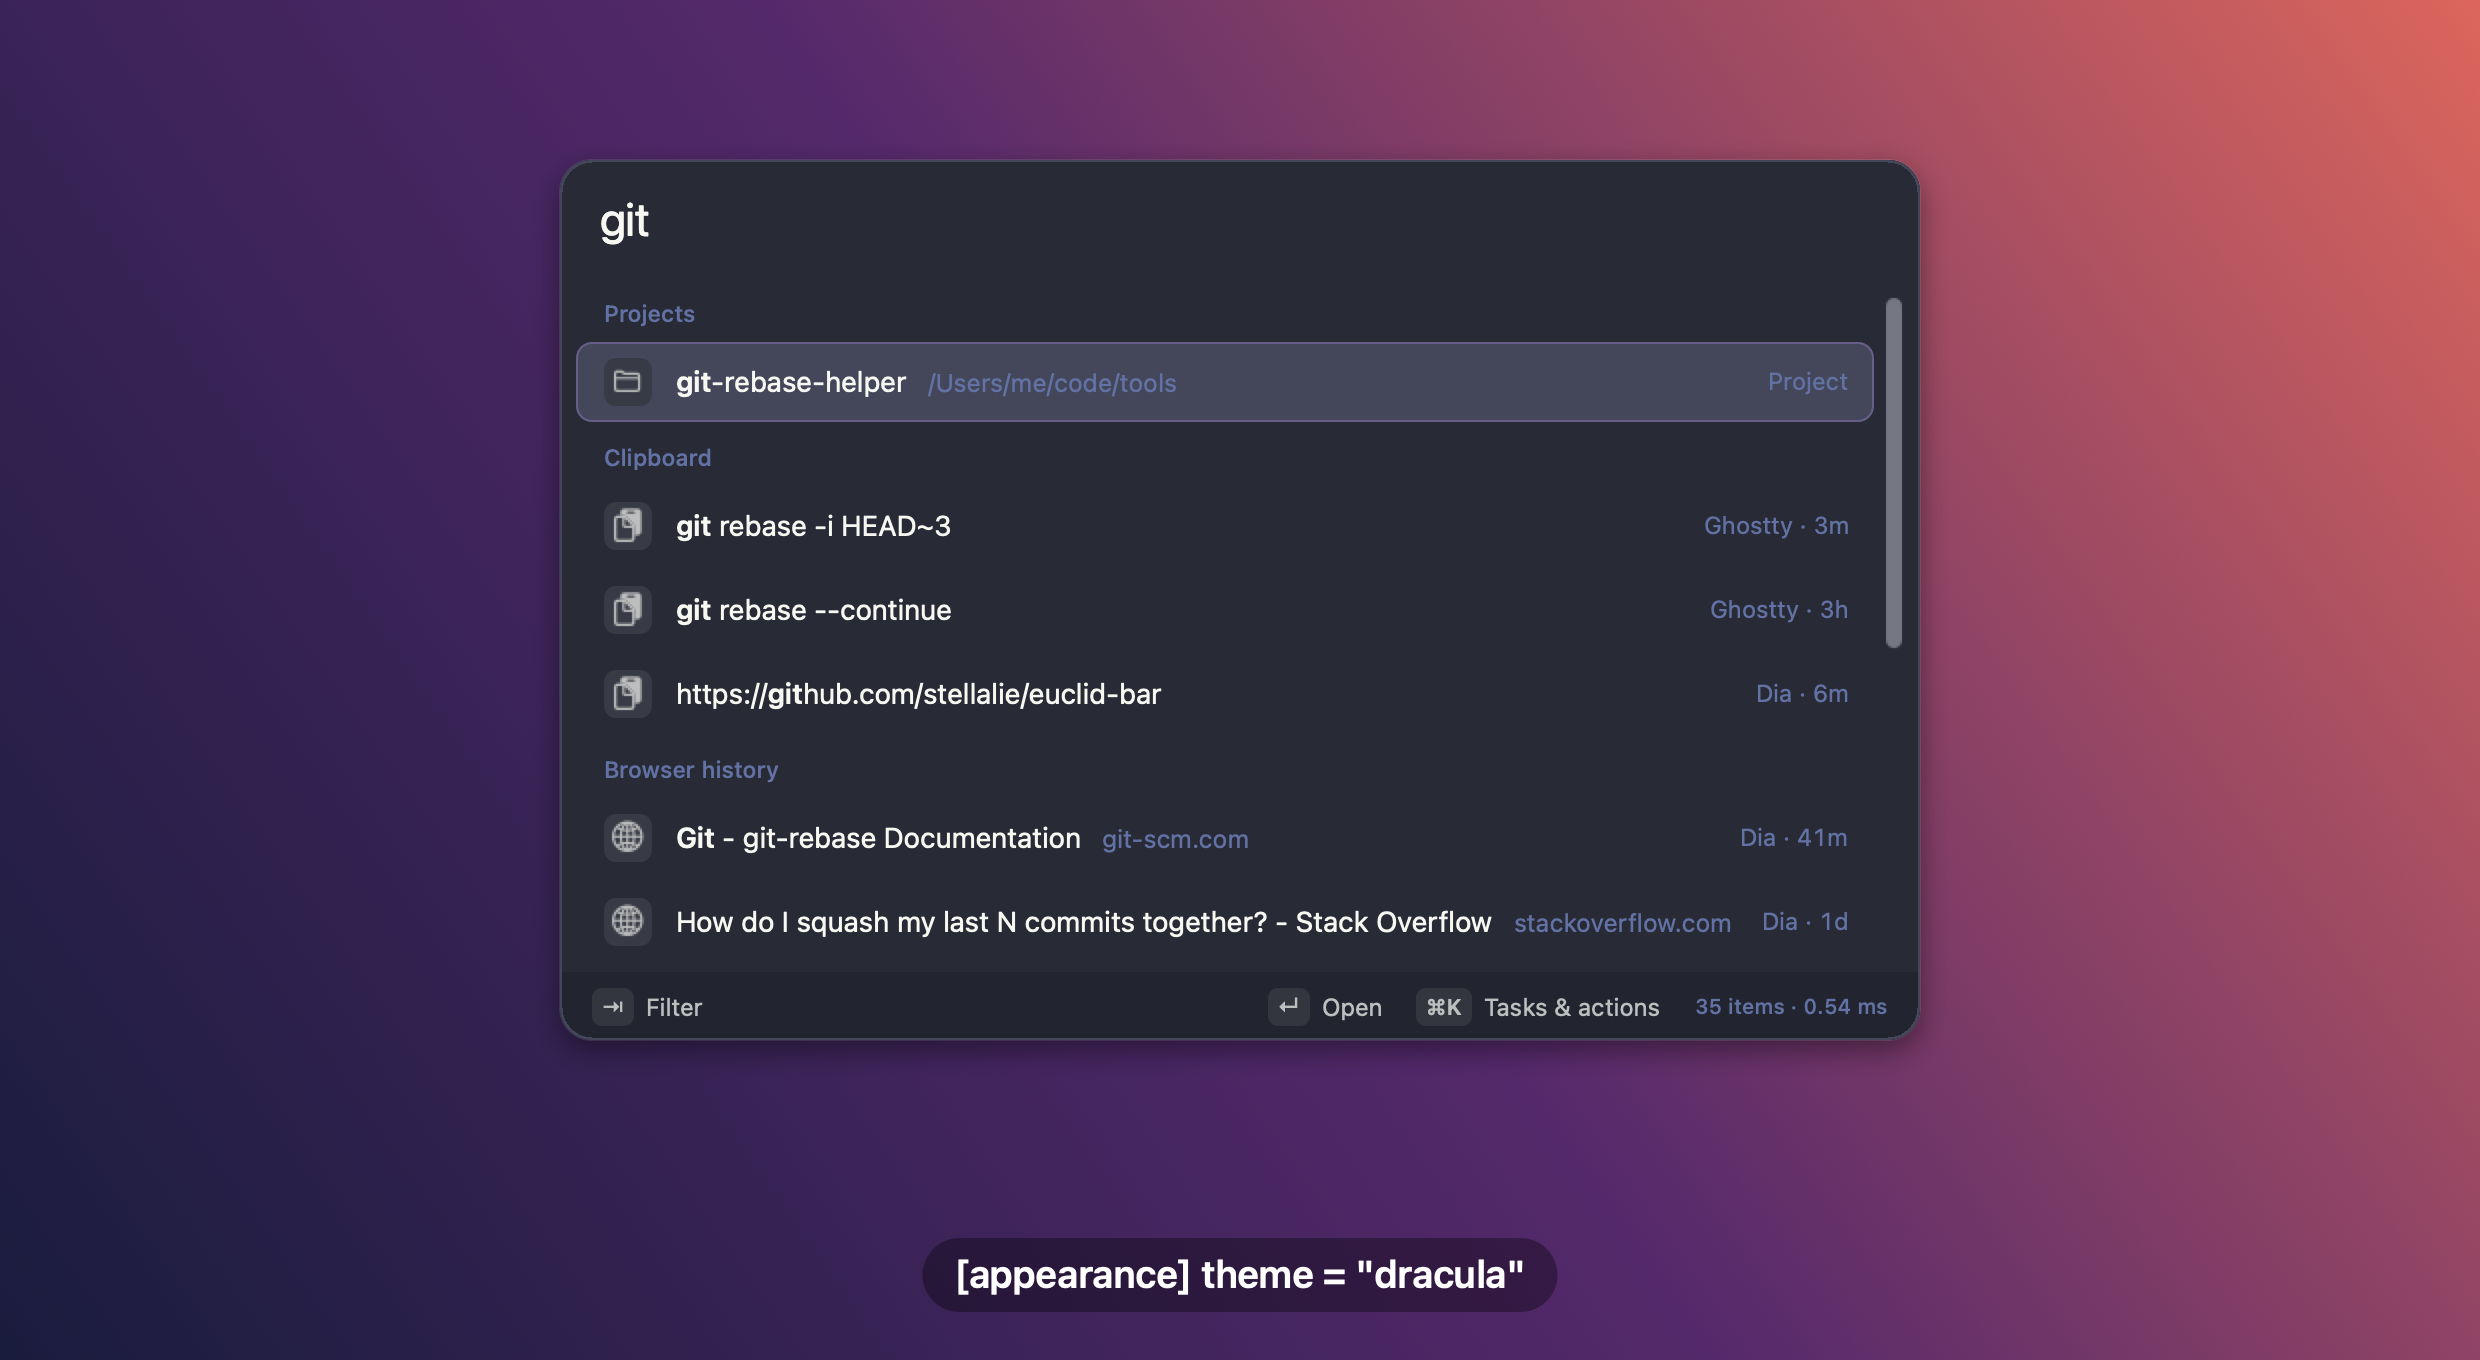 git
Projects
git-rebase-helper /Users/me/code/tools Project
Clipboard
git rebase -i HEAD~3 Ghostty · 3m
git rebase --continue Ghostty · 3h
https://github.com/stellalie/euclid-bar Dia · 6m
Browser history
Git - git-rebase Documentation git-scm.com Dia · 41m
How do I squash my last N commits together? - Stack Overflow stackoverflow.com Dia · 1d
⇥ Filter ↵ Open ⌘K Tasks & actions 35 items · 0.54 ms
[appearance] theme = "dracula"